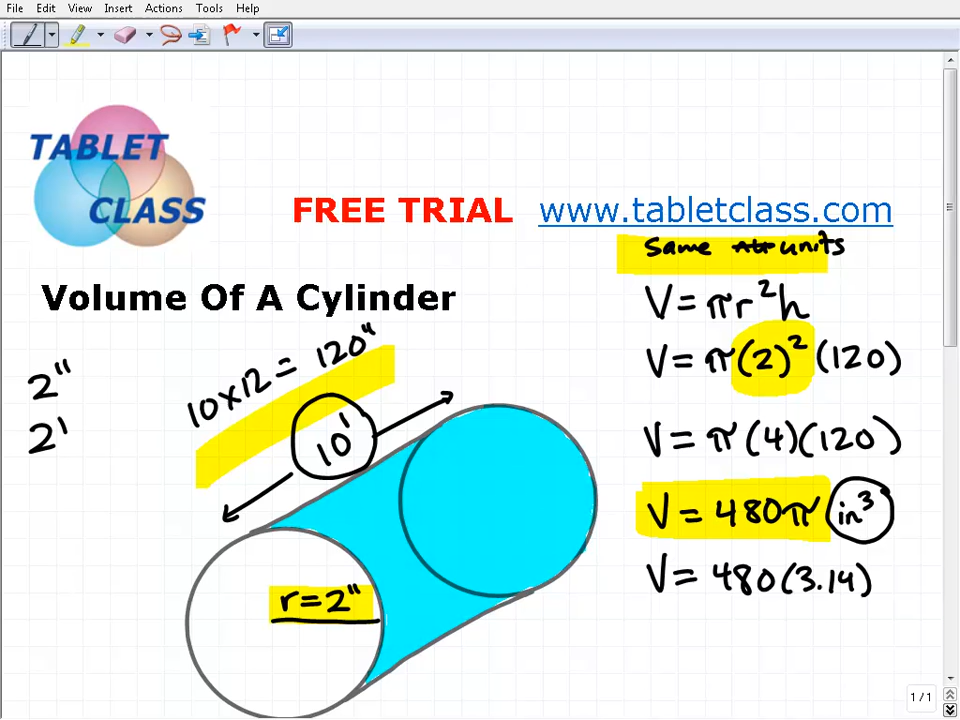 File Edit View Insert Actions Tools Help
TABLET
CLASS
FREE TRIAL www.tabletclass.com
Same units
Volume Of A Cylinder
V = πr²h
10x12 = 120"
V = π(2)² (120)
2"
2'
10'
V = π(4)(120)
V = 480π in³
V = 480(3.14)
r=2"
1 / 1